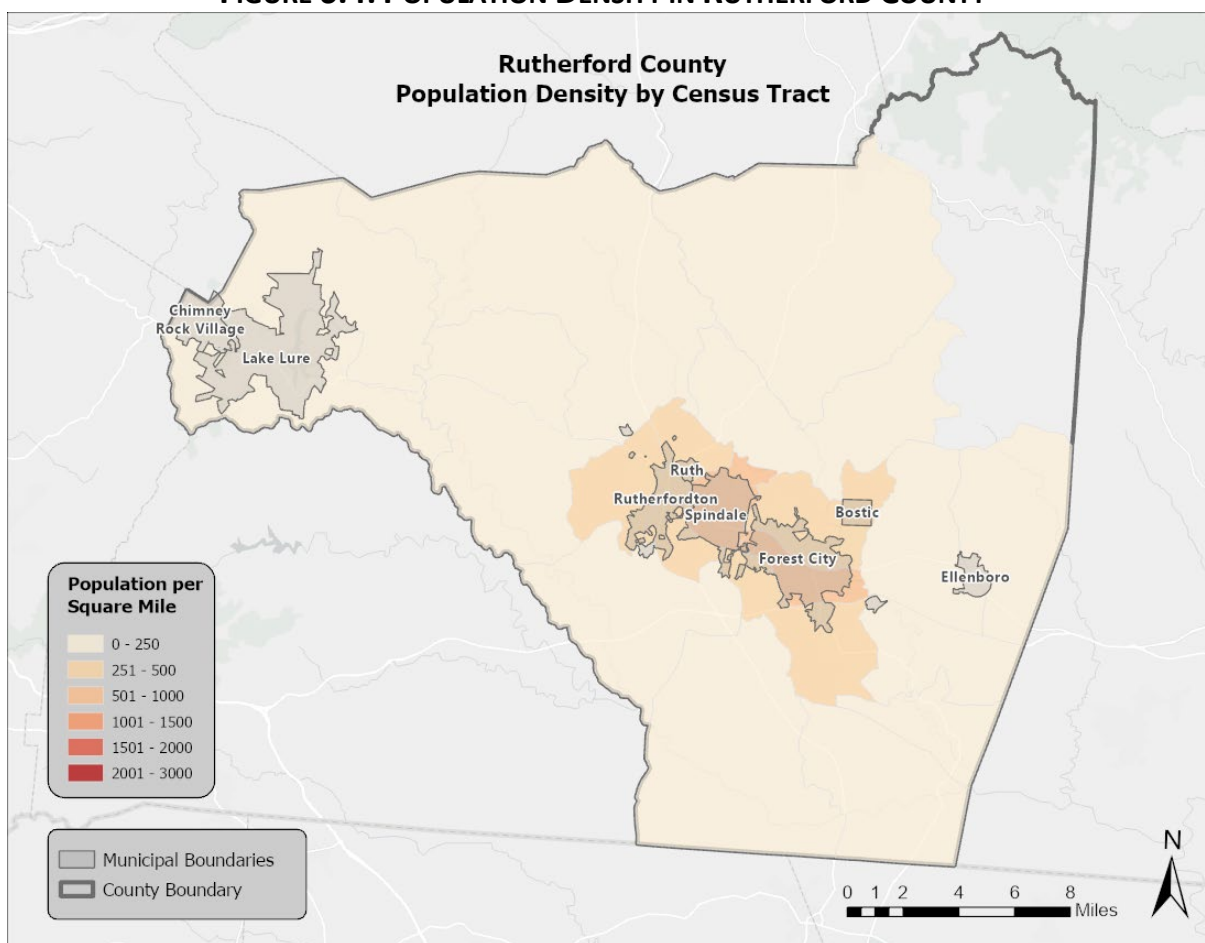 Rutherford County
Population Density by Census Tract
Chimney
Rock Village
Lake Lure
Ruth
Rutherfordton
Spindale
Bostic
Forest City
Ellenboro
Population per
Square Mile
0 - 250
251 - 500
501 - 1000
1001 - 1500
1501 - 2000
2001 - 3000
Municipal Boundaries
County Boundary
N
0 1 2 4 6 8
Miles